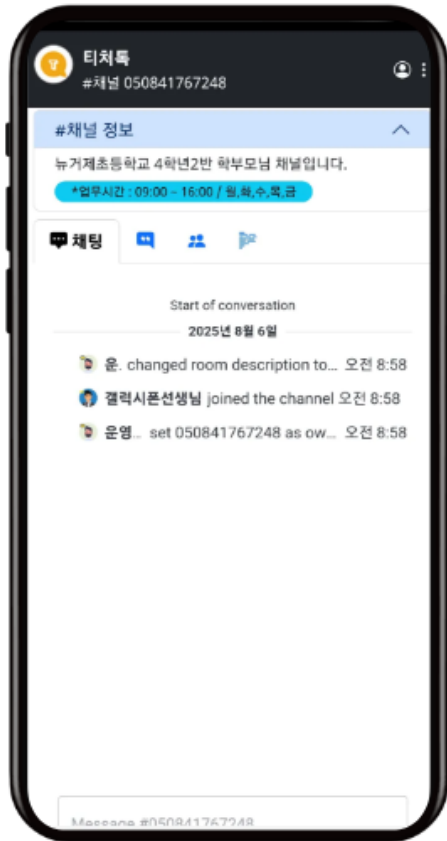 티처톡
#채널 050841767248
#채널 정보
뉴거제초등학교 4학년2반 학부모님 채널입니다.
*업무시간 : 09:00 ~ 16:00 / 월,화,수,목,금
채팅
Start of conversation
2025년 8월 6일
운. changed room description to... 오전 8:58
갤럭시폰선생님 joined the channel 오전 8:58
운영... set 050841767248 as ow... 오전 8:58
Message #050841767248